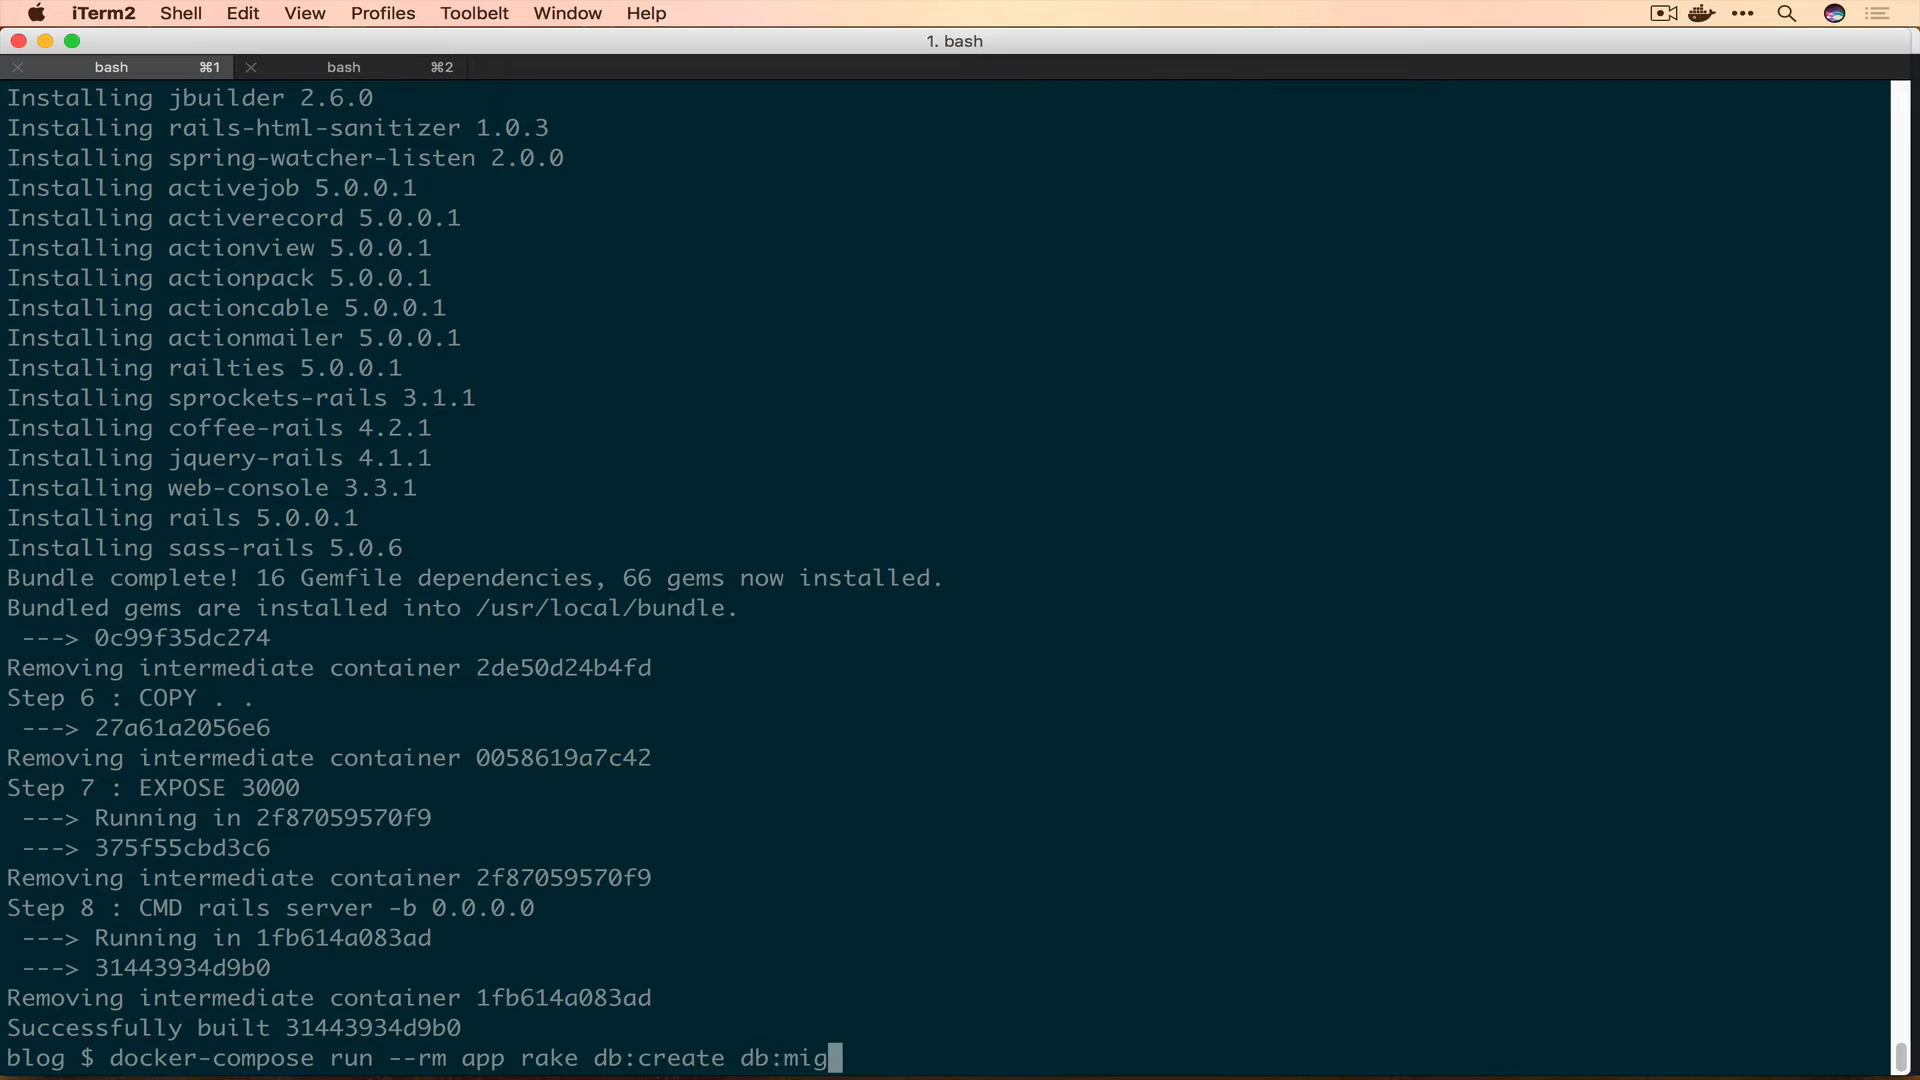 iTerm2 Shell Edit View Profiles Toolbelt Window Help
1. bash
bash ⌘1 bash ⌘2
Installing jbuilder 2.6.0
Installing rails-html-sanitizer 1.0.3
Installing spring-watcher-listen 2.0.0
Installing activejob 5.0.0.1
Installing activerecord 5.0.0.1
Installing actionview 5.0.0.1
Installing actionpack 5.0.0.1
Installing actioncable 5.0.0.1
Installing actionmailer 5.0.0.1
Installing railties 5.0.0.1
Installing sprockets-rails 3.1.1
Installing coffee-rails 4.2.1
Installing jquery-rails 4.1.1
Installing web-console 3.3.1
Installing rails 5.0.0.1
Installing sass-rails 5.0.6
Bundle complete! 16 Gemfile dependencies, 66 gems now installed.
Bundled gems are installed into /usr/local/bundle.
 ---> 0c99f35dc274
Removing intermediate container 2de50d24b4fd
Step 6 : COPY . .
 ---> 27a61a2056e6
Removing intermediate container 0058619a7c42
Step 7 : EXPOSE 3000
 ---> Running in 2f87059570f9
 ---> 375f55cbd3c6
Removing intermediate container 2f87059570f9
Step 8 : CMD rails server -b 0.0.0.0
 ---> Running in 1fb614a083ad
 ---> 31443934d9b0
Removing intermediate container 1fb614a083ad
Successfully built 31443934d9b0
blog $ docker-compose run --rm app rake db:create db:mig